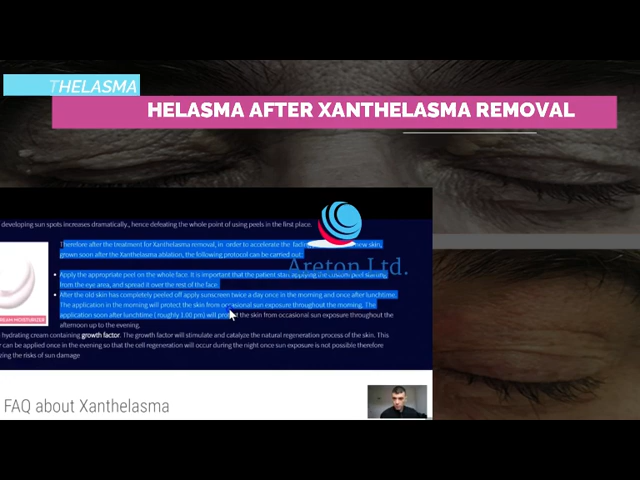 THELASMA
HELASMA AFTER XANTHELASMA REMOVAL
developing sun spots increases dramatically, hence defeating the whole point of using peels in the first place.
Therefore after the treatment for Xanthelasma removal, in order to accelerate the new skin,
grown soon after the Xanthelasma ablation, the following protocol can be carried out:
Areton Ltd.
Apply the appropriate peel on the whole face. It is important that the patient start applying the custom peel starting
from the eye area, and spread it over the rest of the face.
After the old skin has completely peeled off apply sunscreen twice a day once in the morning and once after lunchtime.
The application in the morning will protect the skin from occasional sun exposure throughout the morning. The
application soon after lunchtime ( roughly 1.00 pm) will protect the skin from occasional sun exposure throughout the
afternoon up to the evening.
hydrating cream containing growth factor. The growth factor will stimulate and catalyze the natural regeneration process of the skin. This
can be applied once in the evening so that the cell regeneration will occur during the night once sun exposure is not possible therefore
the risks of sun damage
FAQ about Xanthelasma